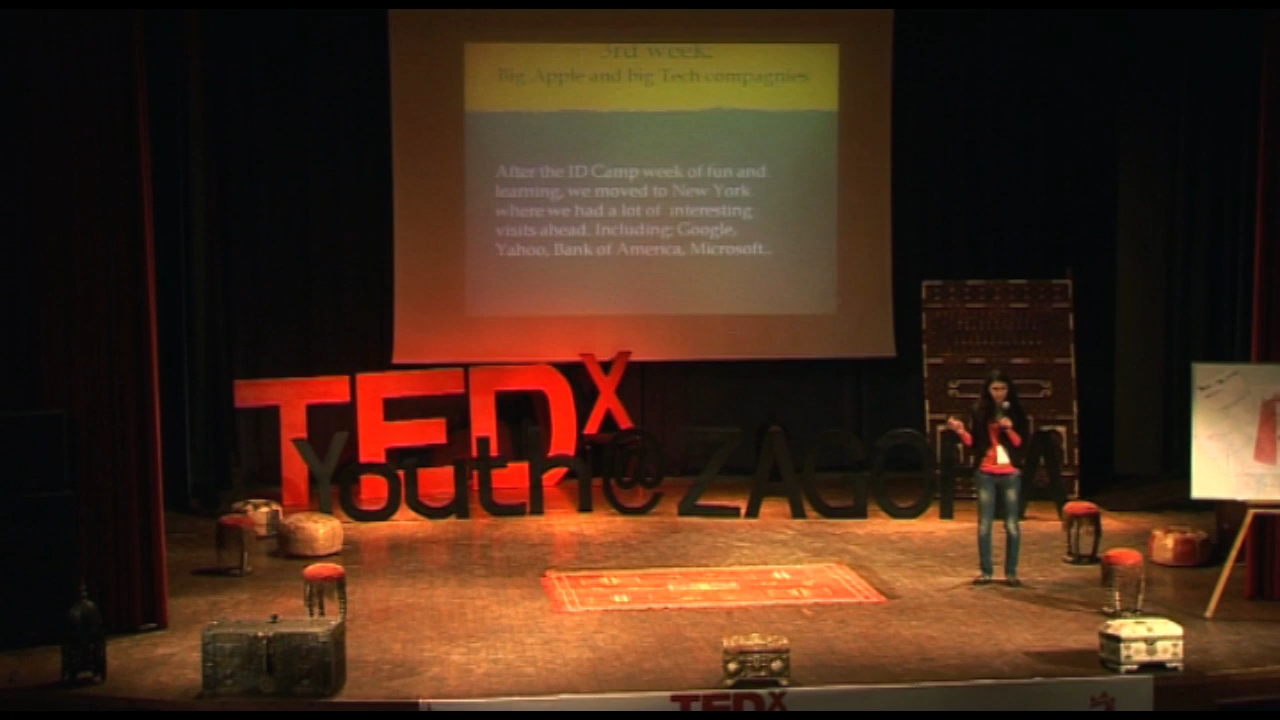 3rd week:
Big Apple and big Tech compagnies
After the ID Camp week of fun and
learning, we moved to New York
where we had a lot of interesting
visits ahead. Including; Google,
Yahoo, Bank of America, Microsoft..
TEDx
Youth@ZAGORA
TEDx